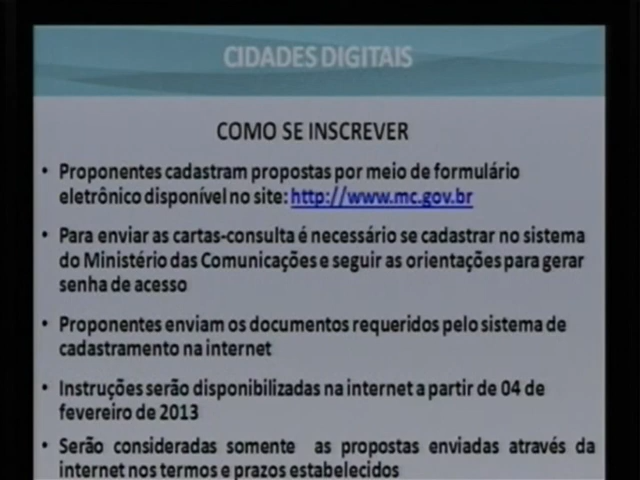 CIDADES DIGITAIS
COMO SE INSCREVER
• Proponentes cadastram propostas por meio de formulário
eletrônico disponível no site: http://www.mc.gov.br
• Para enviar as cartas-consulta é necessário se cadastrar no sistema
do Ministério das Comunicações e seguir as orientações para gerar
senha de acesso
• Proponentes enviam os documentos requeridos pelo sistema de
cadastramento na internet
• Instruções serão disponibilizadas na internet a partir de 04 de
fevereiro de 2013
• Serão consideradas somente as propostas enviadas através da
internet nos termos e prazos estabelecidos